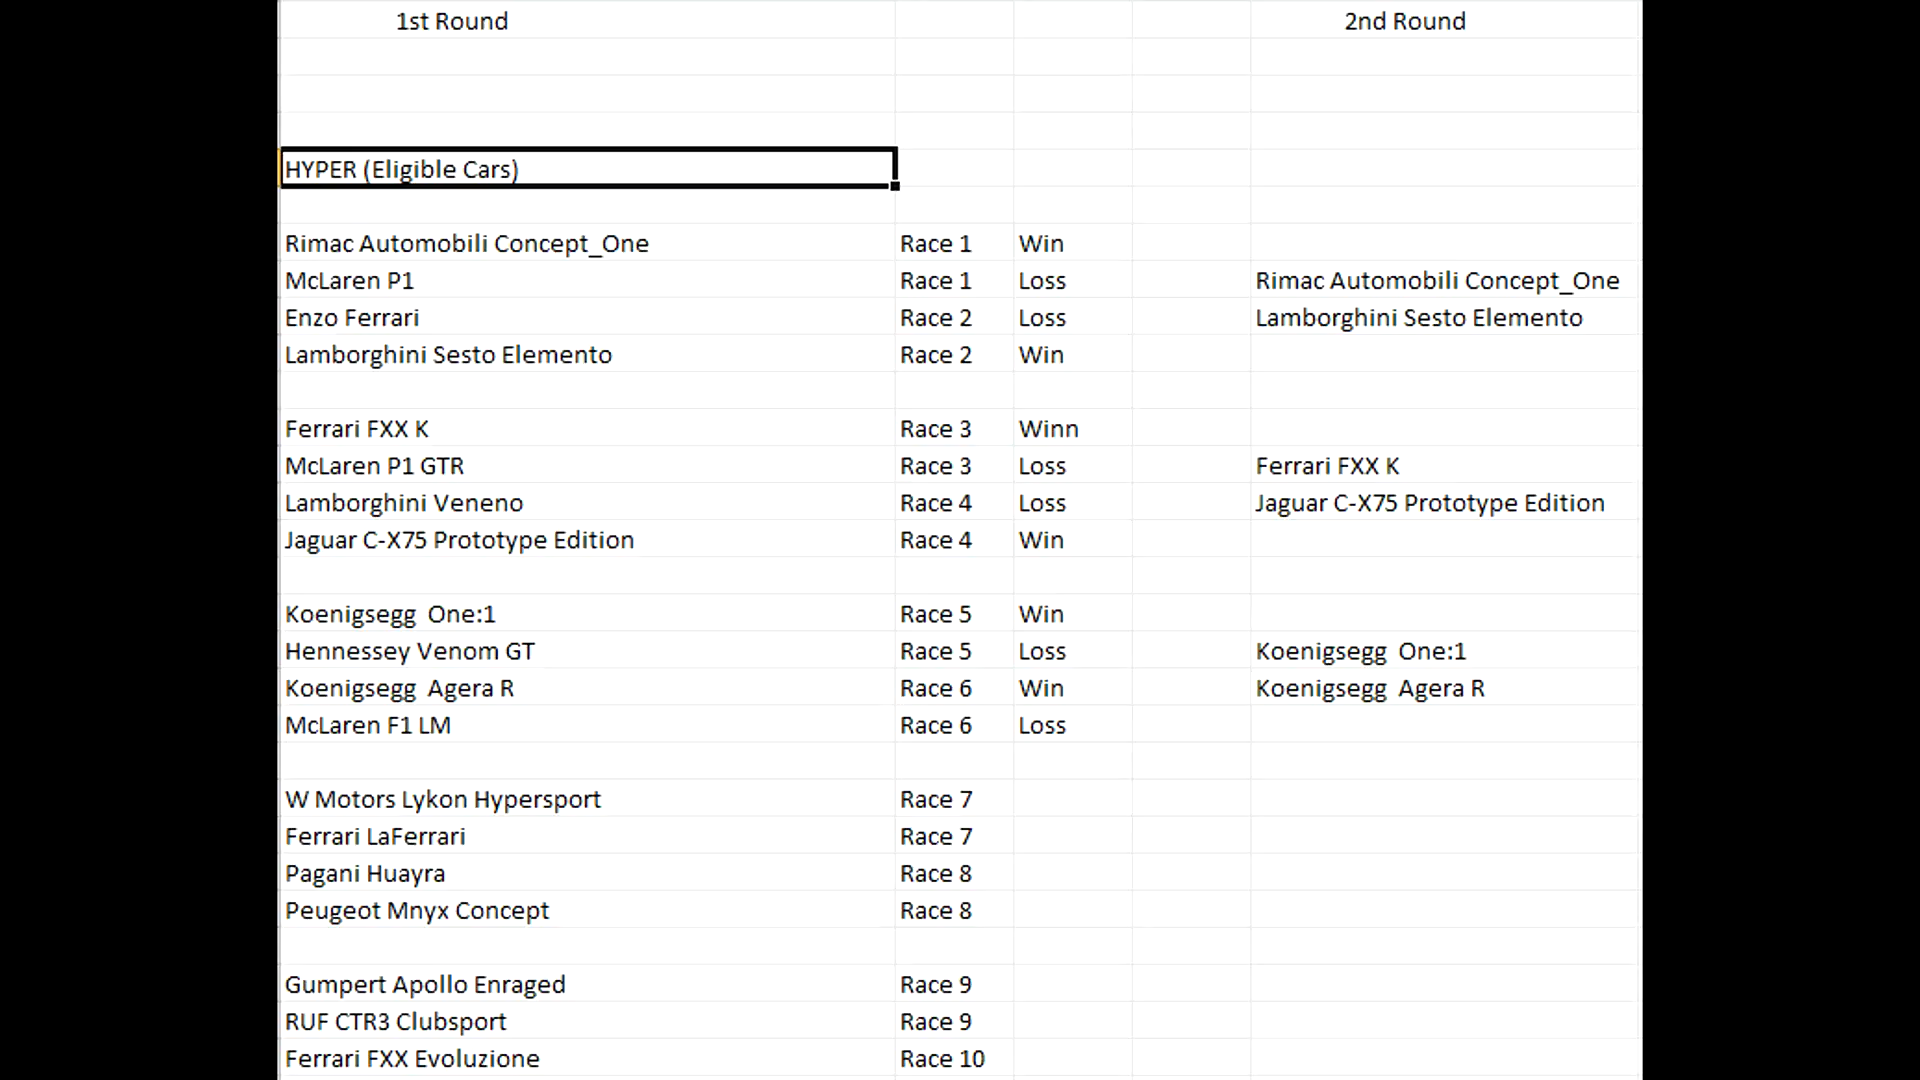 1st Round 2nd Round
HYPER (Eligible Cars)
Rimac Automobili Concept_One Race 1 Win
McLaren P1 Race 1 Loss Rimac Automobili Concept_One
Enzo Ferrari Race 2 Loss Lamborghini Sesto Elemento
Lamborghini Sesto Elemento Race 2 Win
Ferrari FXX K Race 3 Winn
McLaren P1 GTR Race 3 Loss Ferrari FXX K
Lamborghini Veneno Race 4 Loss Jaguar C-X75 Prototype Edition
Jaguar C-X75 Prototype Edition Race 4 Win
Koenigsegg  One:1 Race 5 Win
Hennessey Venom GT Race 5 Loss Koenigsegg  One:1
Koenigsegg  Agera R Race 6 Win Koenigsegg  Agera R
McLaren F1 LM Race 6 Loss
W Motors Lykon Hypersport Race 7
Ferrari LaFerrari Race 7
Pagani Huayra Race 8
Peugeot Mnyx Concept Race 8
Gumpert Apollo Enraged Race 9
RUF CTR3 Clubsport Race 9
Ferrari FXX Evoluzione Race 10